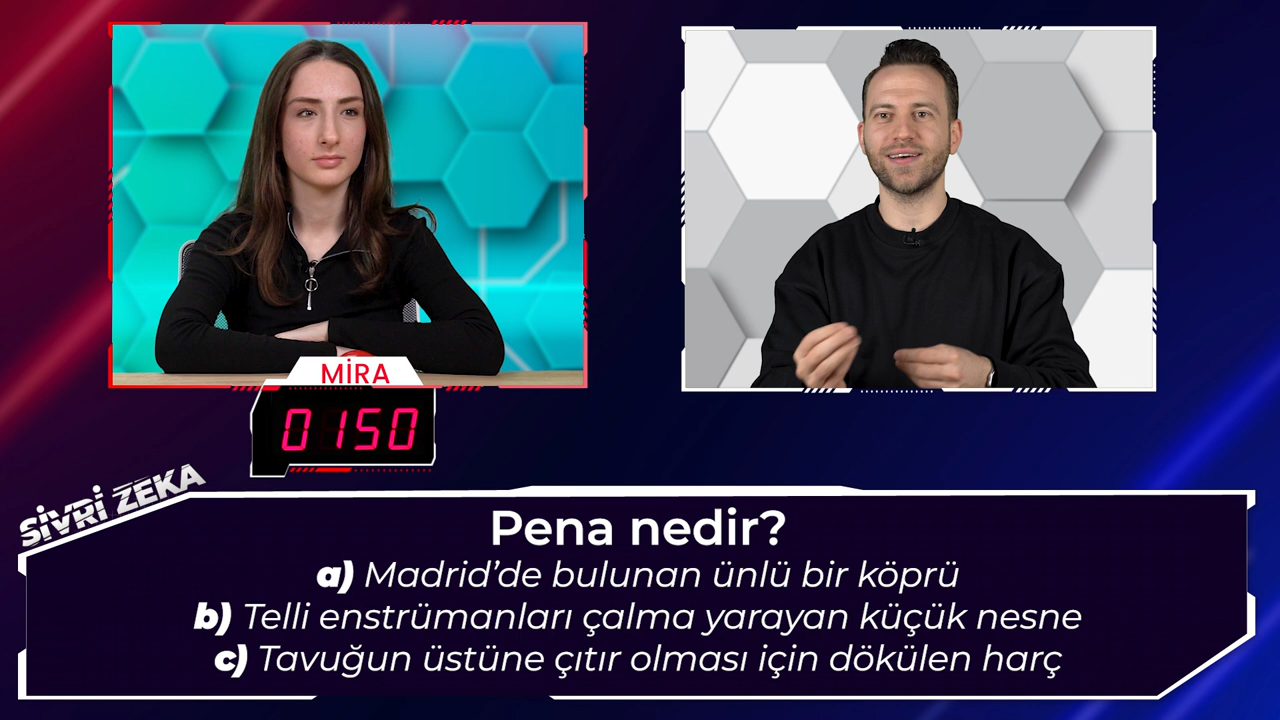 MİRA
0150
SİVRİ ZEKA
Pena nedir?
a) Madrid’de bulunan ünlü bir köprü
b) Telli enstrümanları çalma yarayan küçük nesne
c) Tavuğun üstüne çıtır olması için dökülen harç